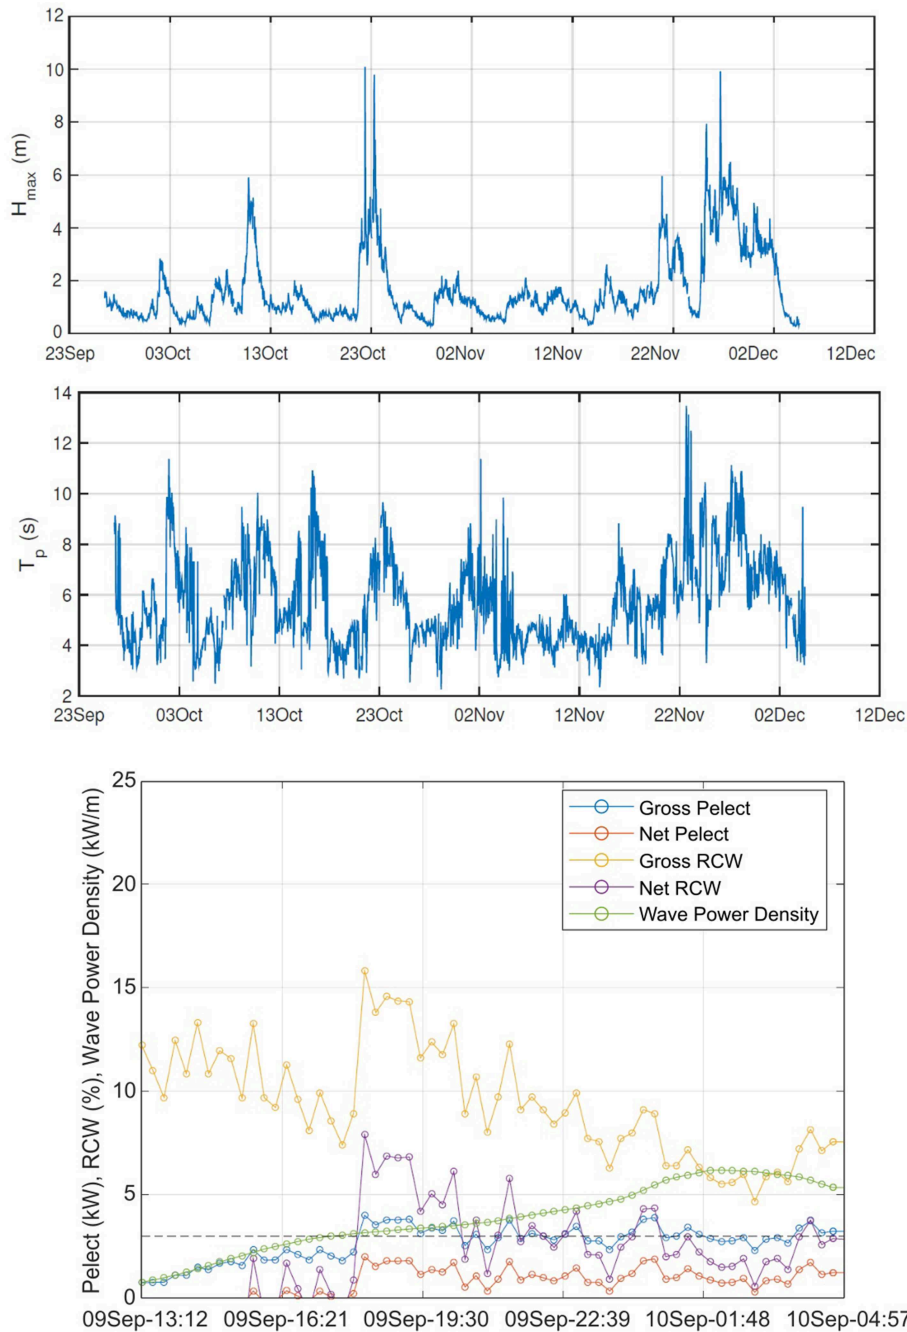 12
10
8
6
4
2
0
H_max (m)
23Sep 03Oct 13Oct 23Oct 02Nov 12Nov 22Nov 02Dec 12Dec
14
12
10
8
6
4
2
T_p (s)
23Sep 03Oct 13Oct 23Oct 02Nov 12Nov 22Nov 02Dec 12Dec
25
20
15
10
5
0
Pelect (kW), RCW (%), Wave Power Density (kW/m)
Gross Pelect
Net Pelect
Gross RCW
Net RCW
Wave Power Density
09Sep-13:12 09Sep-16:21 09Sep-19:30 09Sep-22:39 10Sep-01:48 10Sep-04:57